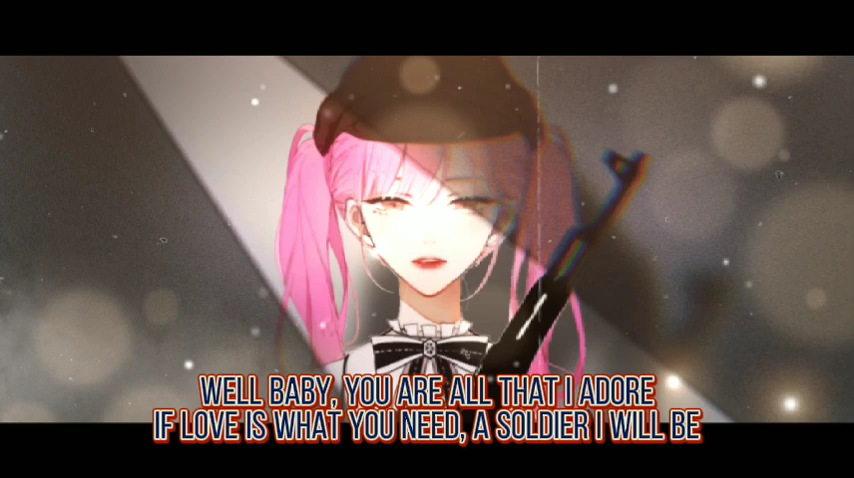 WELL BABY, YOU ARE ALL THAT I ADORE
IF LOVE IS WHAT YOU NEED, A SOLDIER I WILL BE